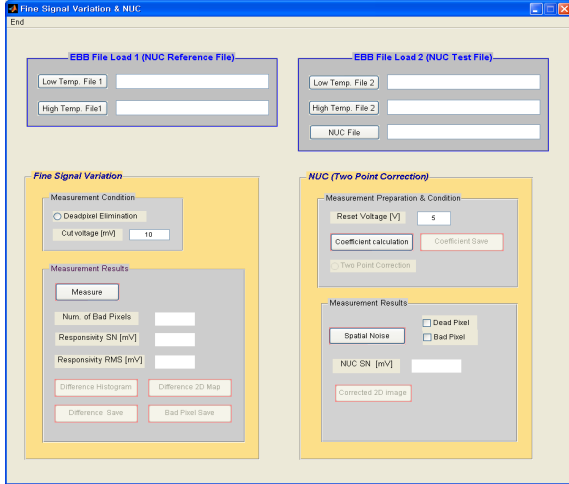 Fine Signal Variation & NUC
End
EBB File Load 1 (NUC Reference File)
Low Temp. File 1
High Temp. File1
EBB File Load 2 (NUC Test File)
Low Temp. File 2
High Temp. File 2
NUC File
Fine Signal Variation
Measurement Condition
Deadpixel Elimination
Cut voltage [mV] 10
Measurement Results
Measure
Num. of Bad Pixels
Responsivity SN [mV]
Responsivity RMS [mV]
Difference Histogram Difference 2D Map
Difference Save Bad Pixel Save
NUC (Two Point Correction)
Measurement Preparation & Condition
Reset Voltage [V] 5
Coefficient calculation Coefficient Save
Two Point Correction
Measurement Results
Spatial Noise
Dead Pixel
Bad Pixel
NUC SN [mV]
Corrected 2D image